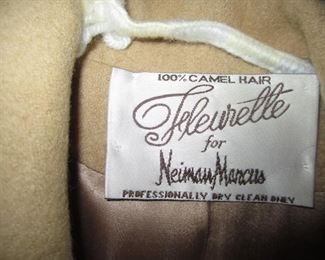 100% CAMEL HAIR
Fleurette
for
Neiman Marcus
PROFESSIONALLY DRY CLEAN ONLY